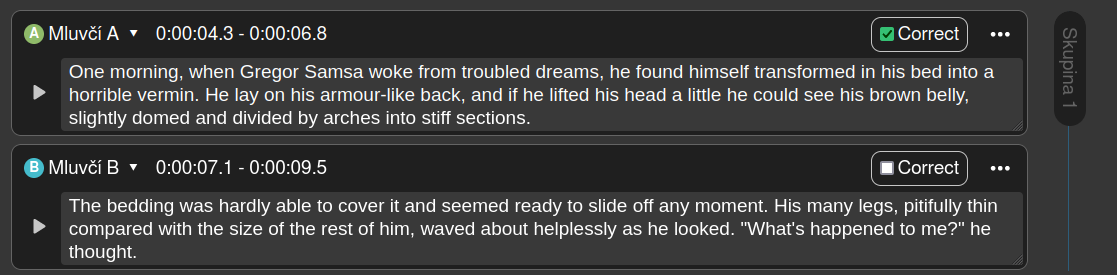 A Mluvčí A 0:00:04.3 - 0:00:06.8 Correct
One morning, when Gregor Samsa woke from troubled dreams, he found himself transformed in his bed into a
horrible vermin. He lay on his armour-like back, and if he lifted his head a little he could see his brown belly,
slightly domed and divided by arches into stiff sections.
B Mluvčí B 0:00:07.1 - 0:00:09.5 Correct
The bedding was hardly able to cover it and seemed ready to slide off any moment. His many legs, pitifully thin
compared with the size of the rest of him, waved about helplessly as he looked. "What's happened to me?" he
thought.
Skupina 1